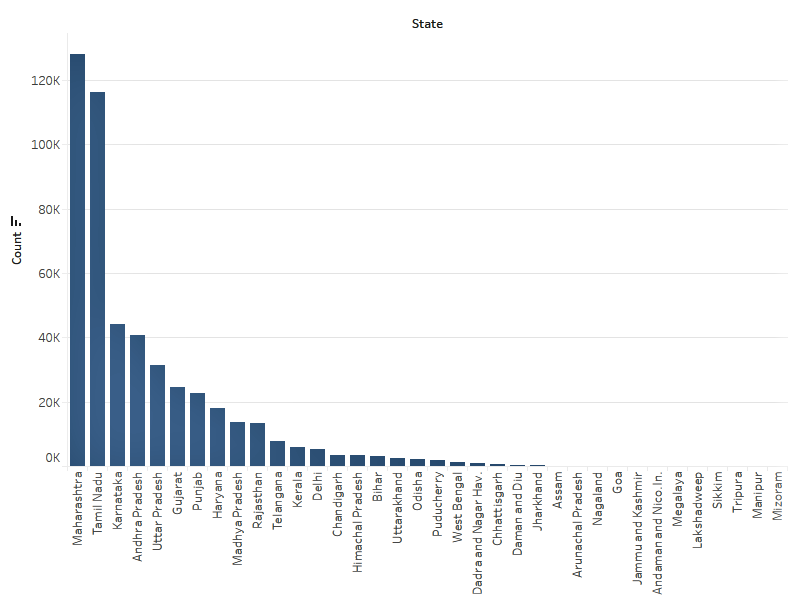 State
120K
100K
80K
60K
40K
20K
0K
Count
Maharashtra
Tamil Nadu
Karnataka
Andhra Pradesh
Uttar Pradesh
Gujarat
Punjab
Haryana
Madhya Pradesh
Rajasthan
Telangana
Kerala
Delhi
Chandigarh
Himachal Pradesh
Bihar
Uttarakhand
Odisha
Puducherry
West Bengal
Dadra and Nagar Hav.
Chhattisgarh
Daman and Diu
Jharkhand
Assam
Arunachal Pradesh
Nagaland
Goa
Jammu and Kashmir
Andaman and Nico.In.
Megalaya
Lakshadweep
Sikkim
Tripura
Manipur
Mizoram